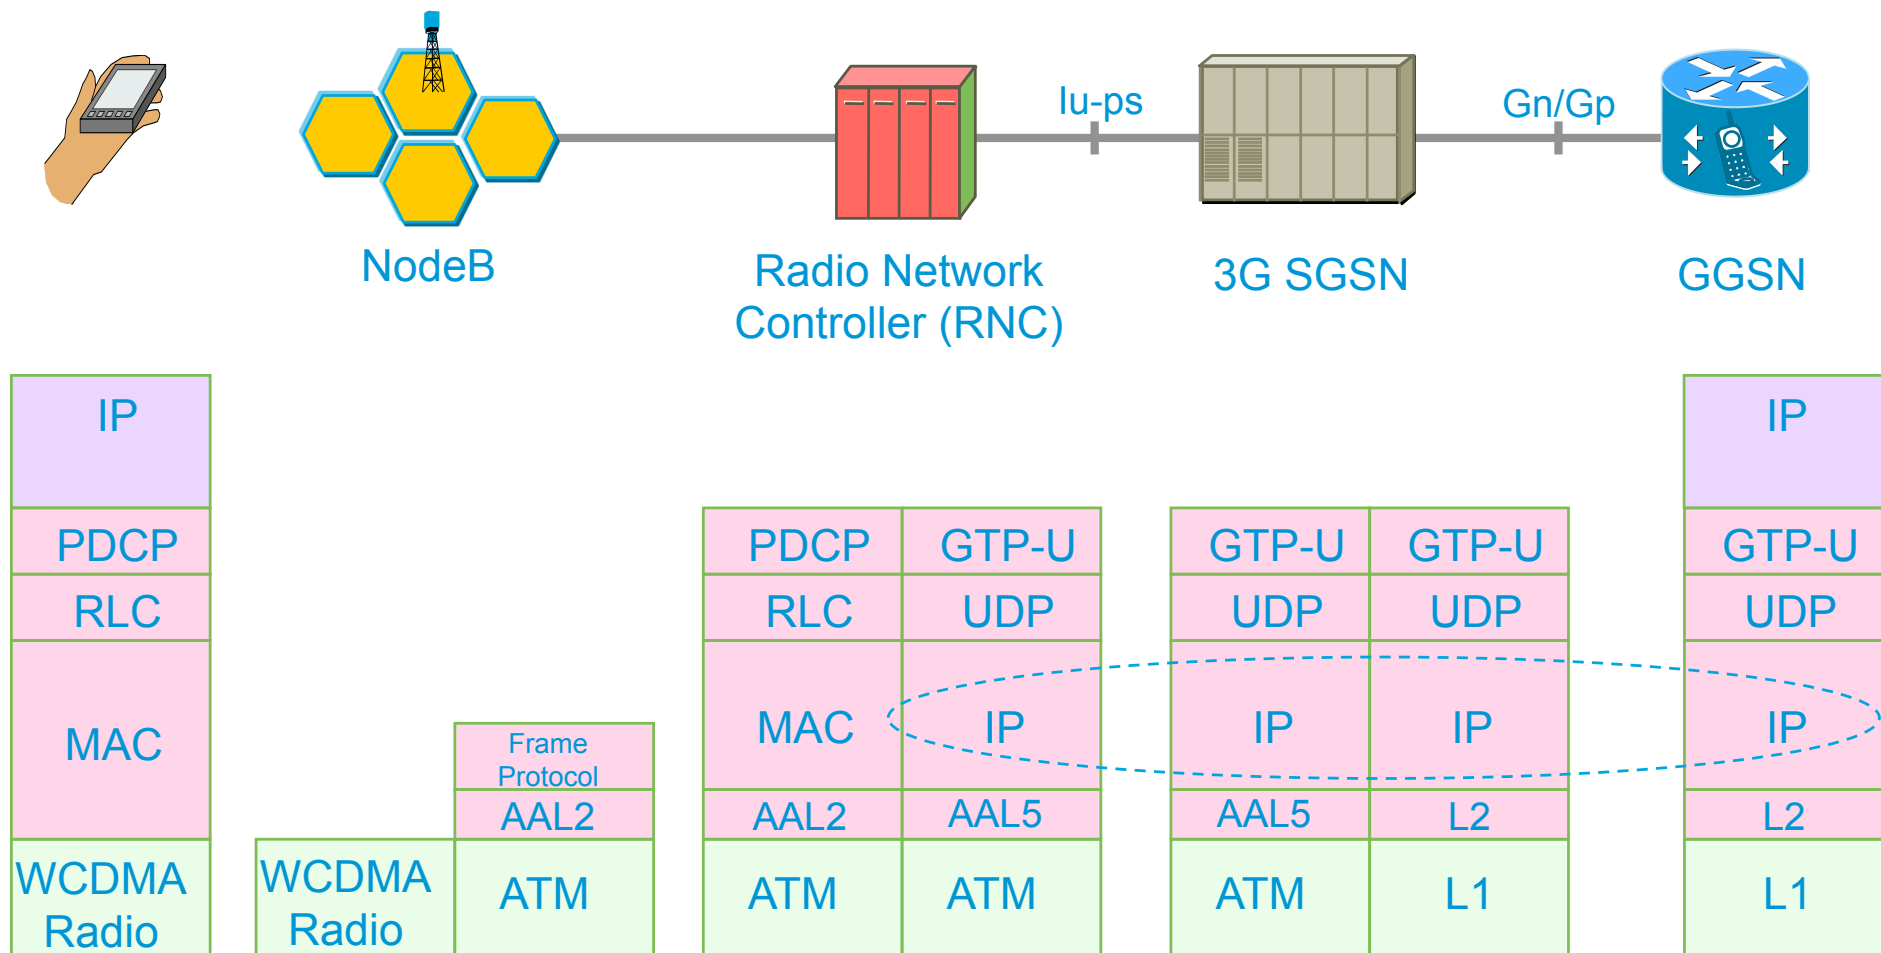 Iu-ps
Gn/Gp
NodeB
Radio Network
Controller (RNC)
3G SGSN
GGSN
IP
IP
PDCP
PDCP
GTP-U
GTP-U
GTP-U
GTP-U
RLC
RLC
UDP
UDP
UDP
UDP
MAC
MAC
IP
IP
IP
IP
Frame
Protocol
AAL2
AAL2
AAL5
AAL5
L2
L2
WCDMA
Radio
WCDMA
Radio
ATM
ATM
ATM
ATM
L1
L1